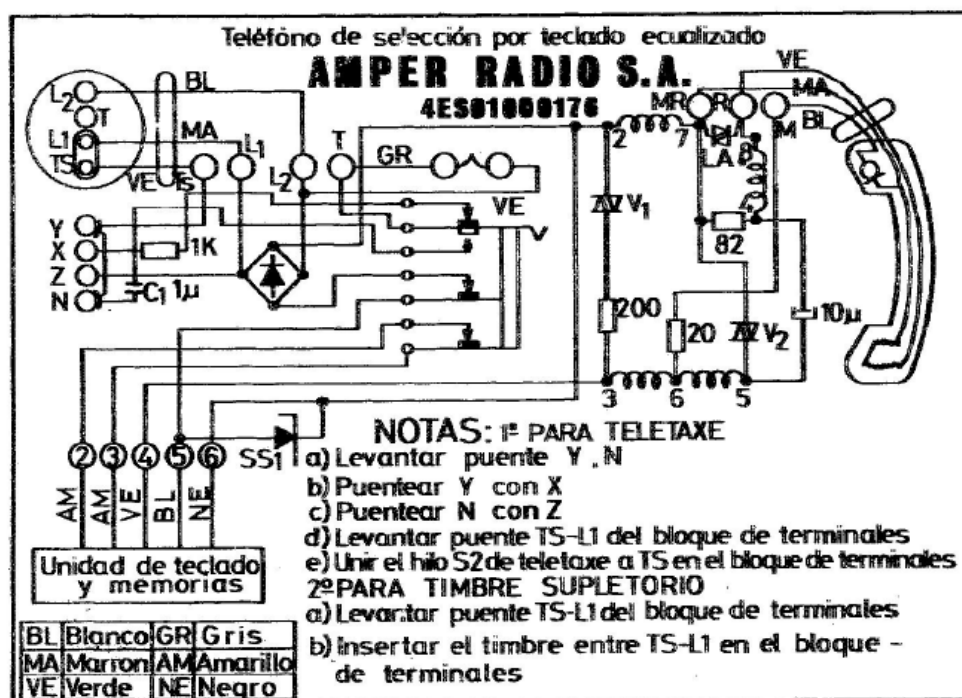 Teléfono de selección por teclado ecualizado
AMPER RADIO S.A.
4ES01000176
L2
T
L1
TS
BL
MA
VE
Ts
L1
L2
T
GR
VE
Y
X
Z
N
1K
C1
1µ
2
7
MR
R
M
LA
8
4
VE
MA
BL
V1
82
200
20
V2
10µ
3
6
5
SS1
2
3
4
5
6
AM
AM
VE
BL
NE
Unidad de teclado
y memorias
BL Blanco GR Gris
MA Marron AM Amarillo
VE Verde NE Negro
NOTAS: 1º PARA TELETAXE
a) Levantar puente Y , N
b) Puentear Y con X
c) Puentear N con Z
d) Levantar puente TS-L1 del bloque de terminales
e) Unir el hilo S2 de teletaxe a TS en el bloque de terminales
2º PARA TIMBRE SUPLETORIO
a) Levantar puente TS-L1 del bloque de terminales
b) Insertar el timbre entre TS-L1 en el bloque -
de terminales